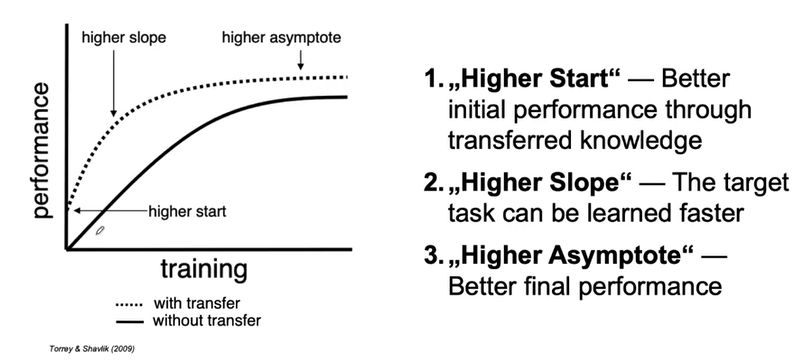 higher slope
higher asymptote
performance
higher start
training
with transfer
without transfer
Torrey & Shavlik (2009)
1. „Higher Start“ — Better
initial performance through
transferred knowledge
2. „Higher Slope“ — The target
task can be learned faster
3. „Higher Asymptote“ —
Better final performance